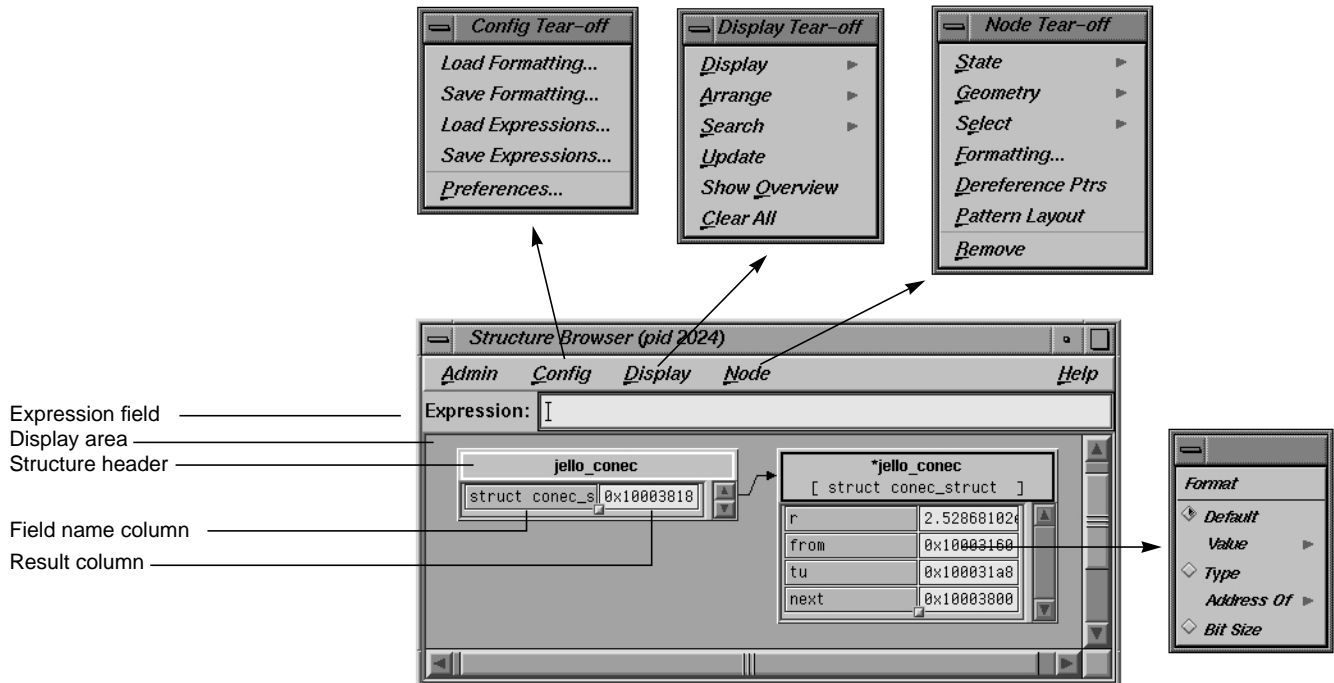 Config Tear-off
Load Formatting...
Save Formatting...
Load Expressions...
Save Expressions...
Preferences...
Display Tear-off
Display
Arrange
Search
Update
Show Overview
Clear All
Node Tear-off
State
Geometry
Select
Formatting...
Dereference Ptrs
Pattern Layout
Remove
Structure Browser (pid 2024)
Admin Config Display Node Help
Expression:
Expression field
Display area
Structure header
Field name column
Result column
jello_conec
struct conec_s 0x10003818
*jello_conec
[ struct conec_struct ]
r 2.52868102e
from 0x10003160
tu 0x100031a8
next 0x10003800
Format
Default
Value
Type
Address Of
Bit Size